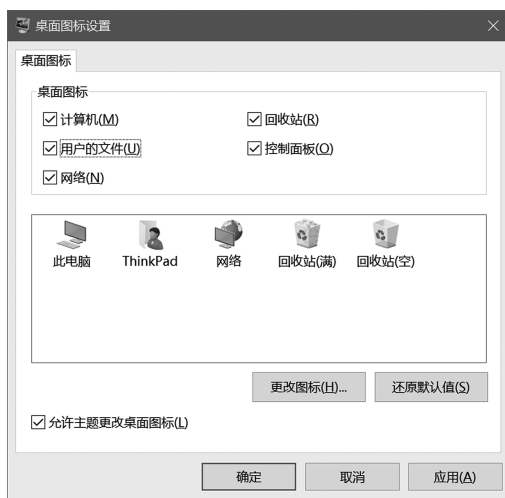 桌面图标设置
桌面图标
桌面图标
计算机(M) 回收站(R)
用户的文件(U) 控制面板(O)
网络(N)
此电脑 ThinkPad 网络 回收站(满) 回收站(空)
更改图标(H)... 还原默认值(S)
允许主题更改桌面图标(L)
确定 取消 应用(A)